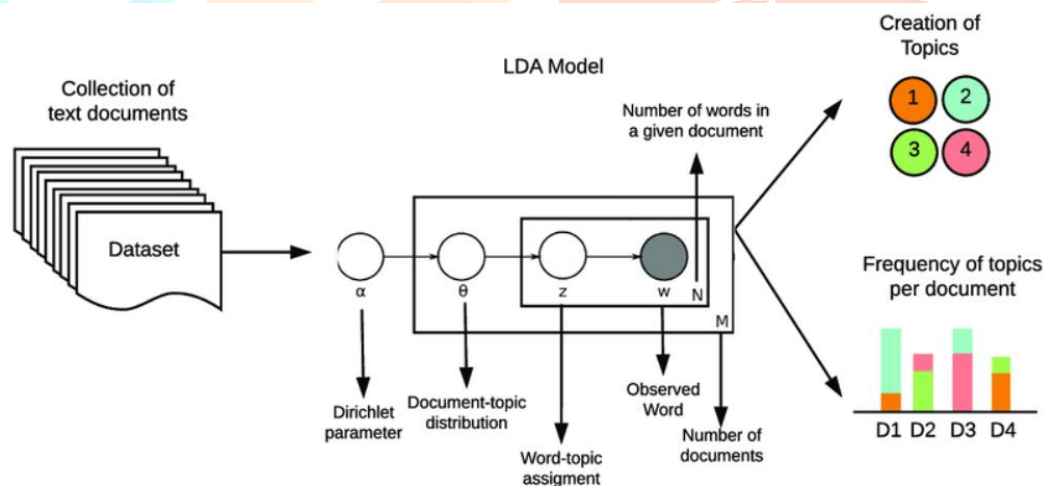 Collection of
text documents
Dataset
LDA Model
Number of words in
a given document
α
θ
z
w
N
M
Dirichlet
parameter
Document-topic
distribution
Word-topic
assigment
Observed
Word
Number of
documents
Creation of
Topics
1
2
3
4
Frequency of topics
per document
D1 D2 D3 D4